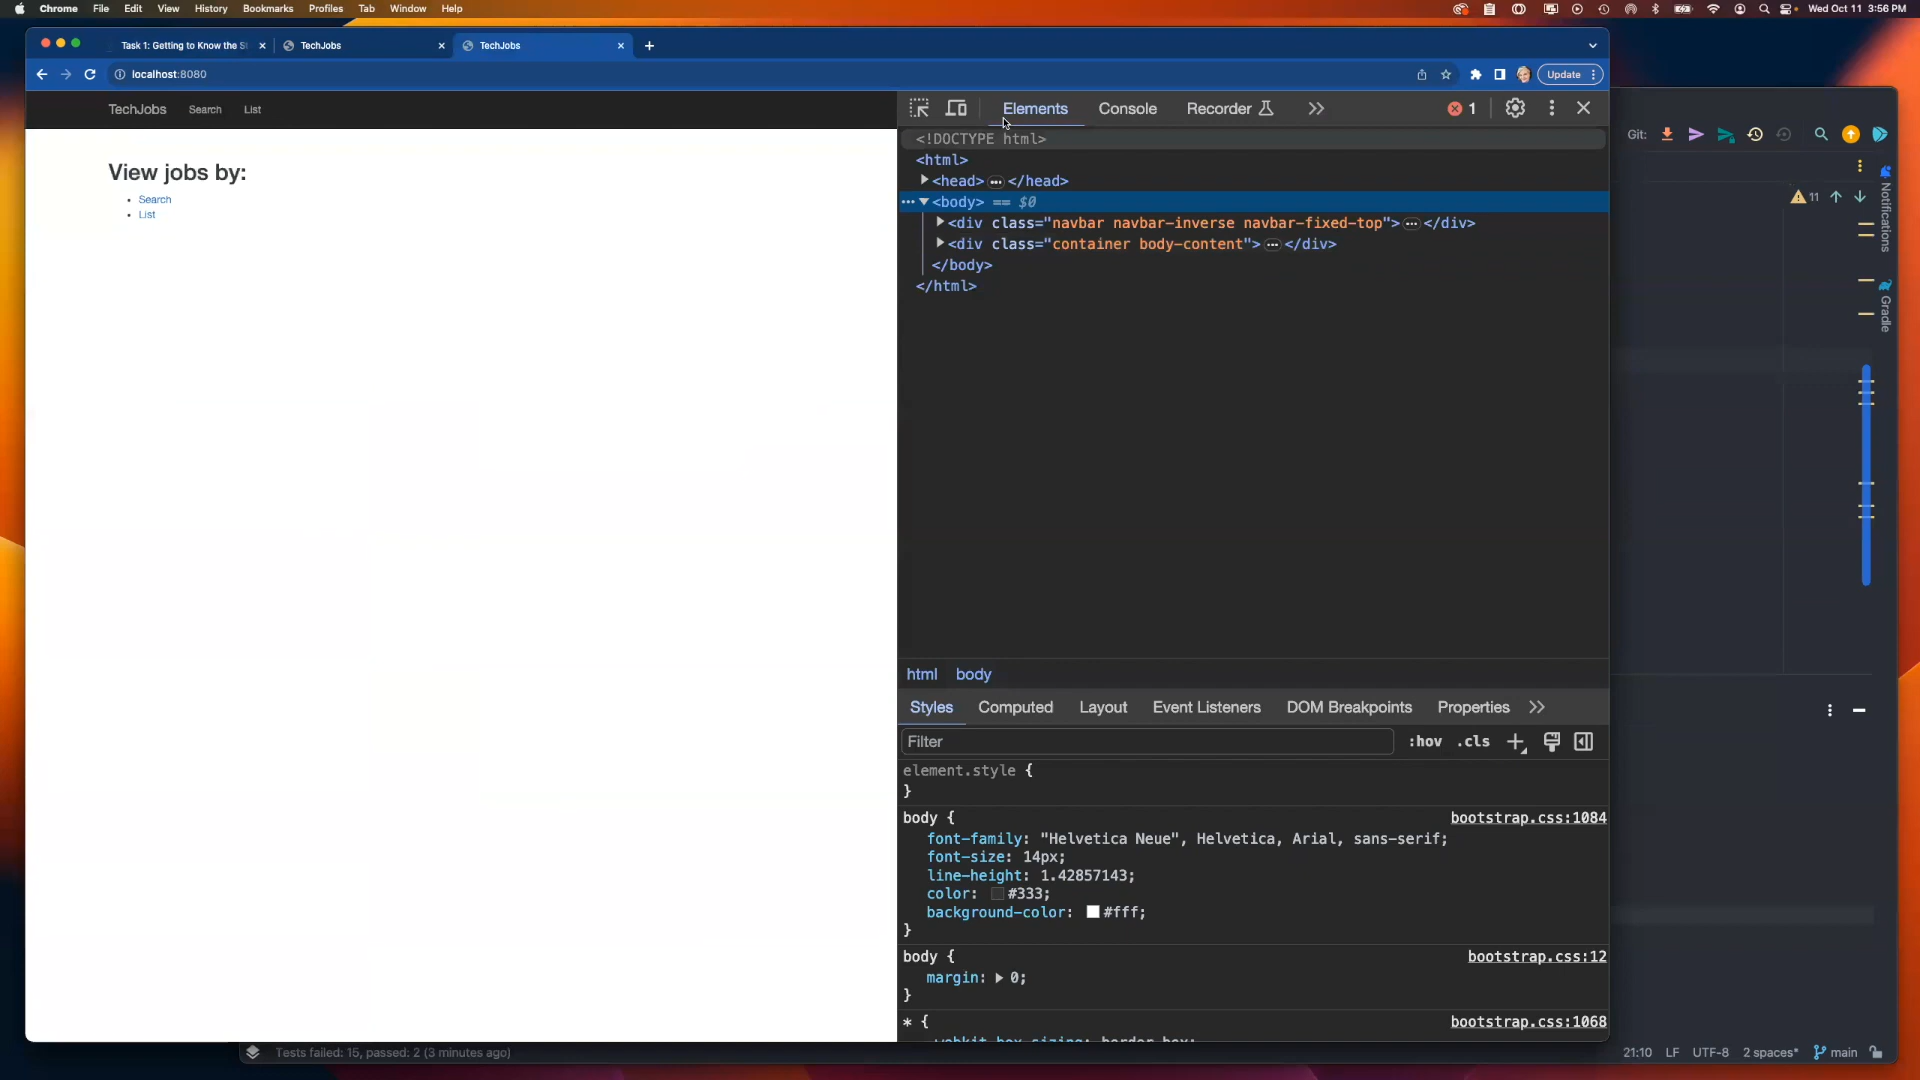 Chrome File Edit View History Bookmarks Profiles Tab Window Help Wed Oct 11 3:56 PM
Task 1: Getting to Know the S TechJobs TechJobs
localhost:8080 Update
TechJobs Search List
View jobs by:
• Search
• List
Elements Console Recorder 1
<!DOCTYPE html>
<html>
<head> ... </head>
... <body> == $0
<div class="navbar navbar-inverse navbar-fixed-top"> ... </div>
<div class="container body-content"> ... </div>
</body>
</html>
html body
Styles Computed Layout Event Listeners DOM Breakpoints Properties
Filter :hov .cls
element.style {
}
body { bootstrap.css:1084
font-family: "Helvetica Neue", Helvetica, Arial, sans-serif;
font-size: 14px;
line-height: 1.42857143;
color: #333;
background-color: #fff;
}
body { bootstrap.css:12
margin: 0;
}
* { bootstrap.css:1068
-webkit-box-sizing: border-box;
Git:
11
Notifications
Gradle
Tests failed: 15, passed: 2 (3 minutes ago)
21:10 LF UTF-8 2 spaces* main